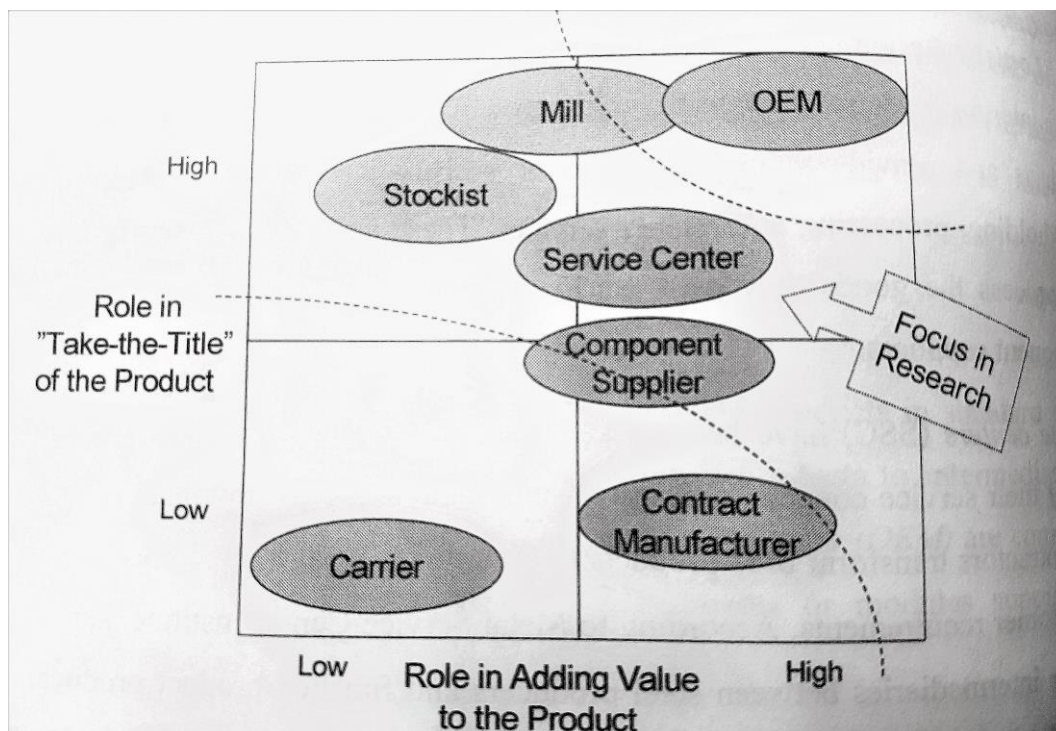 Mill
OEM
High
Stockist
Service Center
Role in
"Take-the-Title"
of the Product
Component
Supplier
Focus in
Research
Low
Contract
Manufacturer
Carrier
Low
High
Role in Adding Value
to the Product